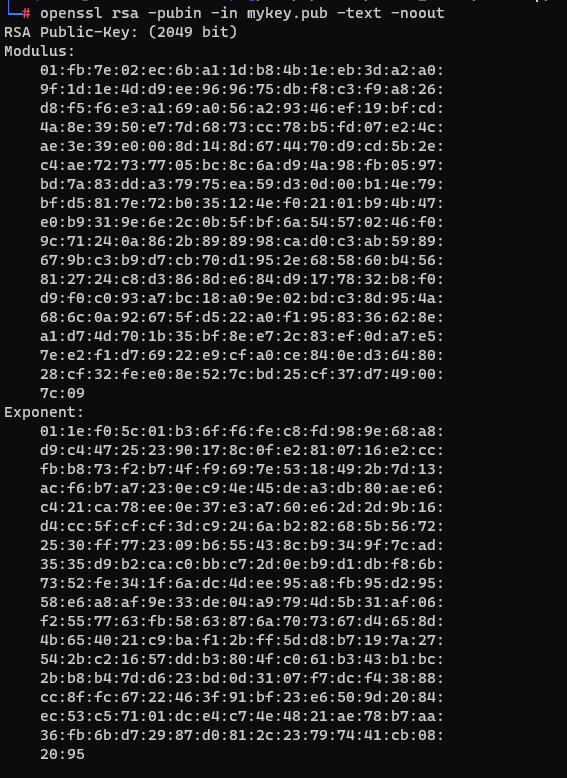 └─# openssl rsa -pubin -in mykey.pub -text -noout
RSA Public-Key: (2049 bit)
Modulus:
01:fb:7e:02:ec:6b:a1:1d:b8:4b:1e:eb:3d:a2:a0:
9f:1d:1e:4d:d9:ee:96:96:75:db:f8:c3:f9:a8:26:
d8:f5:f6:e3:a1:69:a0:56:a2:93:46:ef:19:bf:cd:
4a:8e:39:50:e7:7d:68:73:cc:78:b5:fd:07:e2:4c:
ae:3e:39:e0:00:8d:14:8d:67:44:70:d9:cd:5b:2e:
c4:ae:72:73:77:05:bc:8c:6a:d9:4a:98:fb:05:97:
bd:7a:83:dd:a3:79:75:ea:59:d3:0d:00:b1:4e:79:
bf:d5:81:7e:72:b0:35:12:4e:f0:21:01:b9:4b:47:
e0:b9:31:9e:6e:2c:0b:5f:bf:6a:54:57:02:46:f0:
9c:71:24:0a:86:2b:89:89:98:ca:d0:c3:ab:59:89:
67:9b:c3:b9:d7:cb:70:d1:95:2e:68:58:60:b4:56:
81:27:24:c8:d3:86:8d:e6:84:d9:17:78:32:b8:f0:
d9:f0:c0:93:a7:bc:18:a0:9e:02:bd:c3:8d:95:4a:
68:6c:0a:92:67:5f:d5:22:a0:f1:95:83:36:62:8e:
a1:d7:4d:70:1b:35:bf:8e:e7:2c:83:ef:0d:a7:e5:
7e:e2:f1:d7:69:22:e9:cf:a0:ce:84:0e:d3:64:80:
28:cf:32:fe:e0:8e:52:7c:bd:25:cf:37:d7:49:00:
7c:09
Exponent:
01:1e:f0:5c:01:b3:6f:f6:fe:c8:fd:98:9e:68:a8:
d9:c4:47:25:23:90:17:8c:0f:e2:81:07:16:e2:cc:
fb:b8:73:f2:b7:4f:f9:69:7e:53:18:49:2b:7d:13:
ac:f6:b7:a7:23:0e:c9:4e:45:de:a3:db:80:ae:e6:
c4:21:ca:78:ee:0e:37:e3:a7:60:e6:2d:2d:9b:16:
d4:cc:5f:cf:cf:3d:c9:24:6a:b2:82:68:5b:56:72:
25:30:ff:77:23:09:b6:55:43:8c:b9:34:9f:7c:ad:
35:35:d9:b2:ca:c0:bb:c7:2d:0e:b9:d1:db:f8:6b:
73:52:fe:34:1f:6a:dc:4d:ee:95:a8:fb:95:d2:95:
58:e6:a8:af:9e:33:de:04:a9:79:4d:5b:31:af:06:
f2:55:77:63:fb:58:63:87:6a:70:73:67:d4:65:8d:
4b:65:40:21:c9:ba:f1:2b:ff:5d:d8:b7:19:7a:27:
54:2b:c2:16:57:dd:b3:80:4f:c0:61:b3:43:b1:bc:
2b:b8:b4:7d:d6:23:bd:0d:31:07:f7:dc:f4:38:88:
cc:8f:fc:67:22:46:3f:91:bf:23:e6:50:9d:20:84:
ec:53:c5:71:01:dc:e4:c7:4e:48:21:ae:78:b7:aa:
36:fb:6b:d7:29:87:d0:81:2c:23:79:74:41:cb:08:
20:95